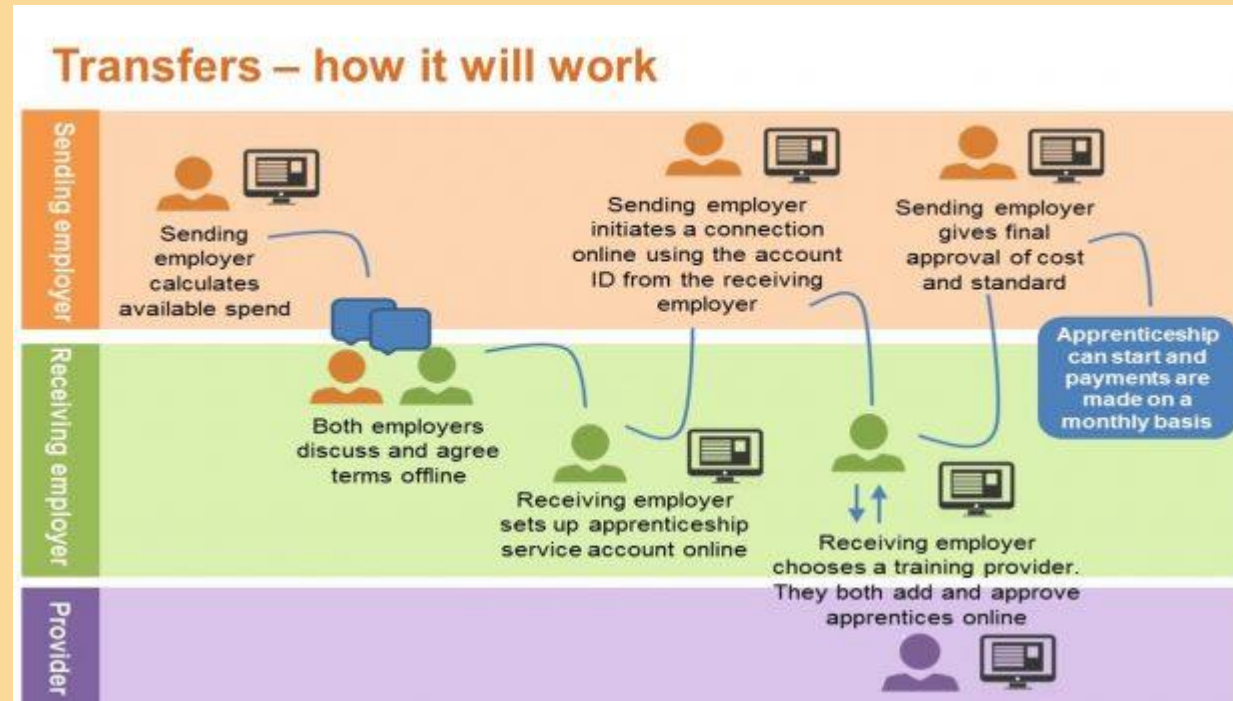 Transfers – how it will work
Sending employer
Sending
employer
calculates
available spend
Sending employer
initiates a connection
online using the account
ID from the receiving
employer
Sending employer
gives final
approval of cost
and standard
Apprenticeship
can start and
payments are
made on a
monthly basis
Receiving employer
Both employers
discuss and agree
terms offline
Receiving employer
sets up apprenticeship
service account online
Receiving employer
chooses a training provider.
They both add and approve
apprentices online
Provider